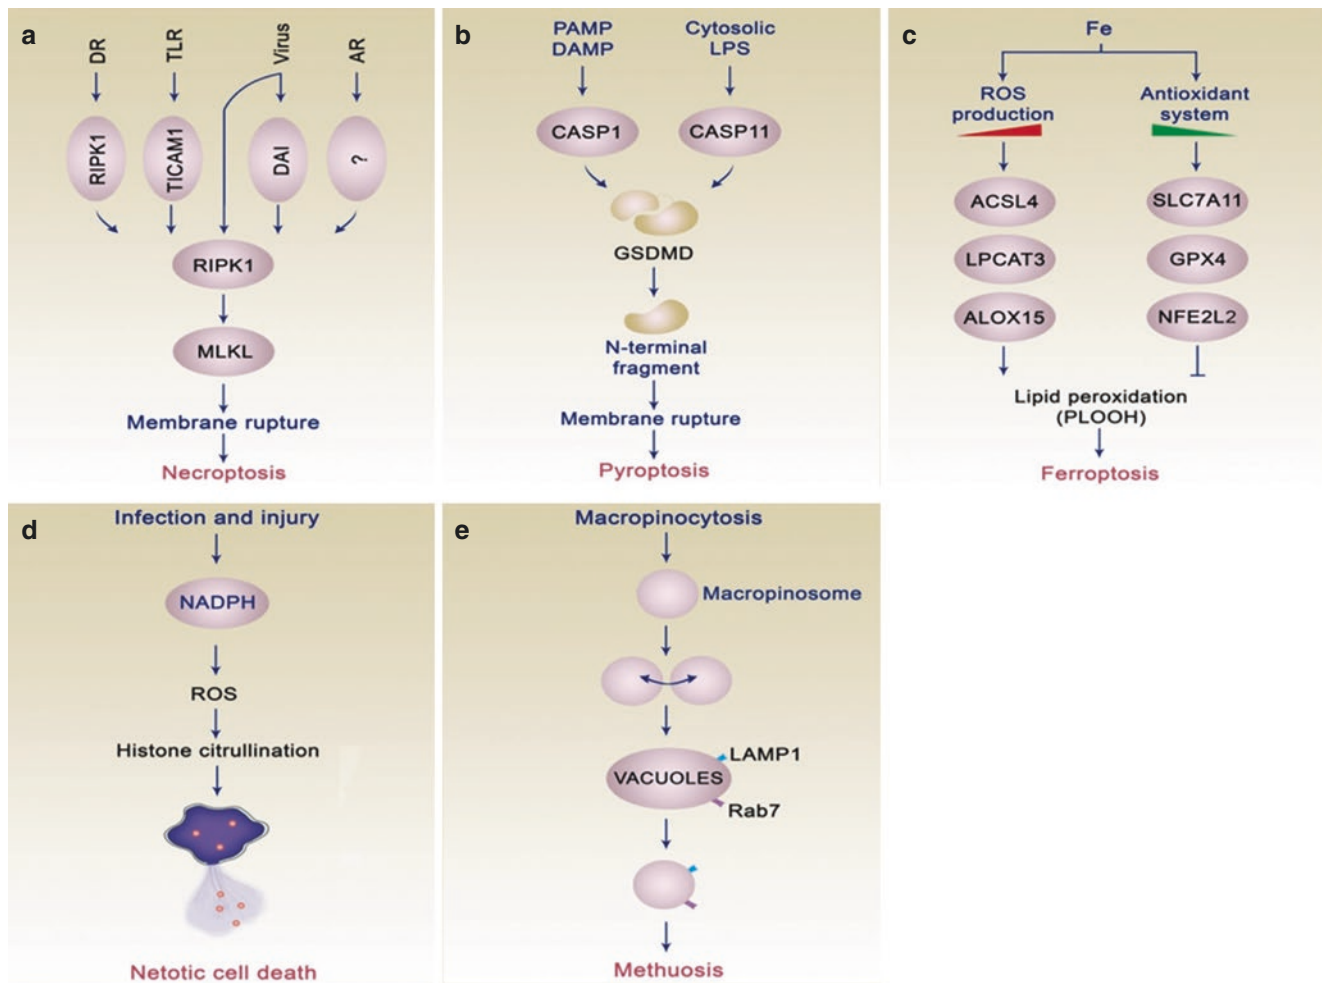 a
DR
TLR
Virus
AR
RIPK1
TICAM1
DAI
?
RIPK1
MLKL
Membrane rupture
Necroptosis
b
PAMP
DAMP
Cytosolic
LPS
CASP1
CASP11
GSDMD
N-terminal
fragment
Membrane rupture
Pyroptosis
c
Fe
ROS
production
Antioxidant
system
ACSL4
SLC7A11
LPCAT3
GPX4
ALOX15
NFE2L2
Lipid peroxidation
(PLOOH)
Ferroptosis
d
Infection and injury
NADPH
ROS
Histone citrullination
Netotic cell death
e
Macropinocytosis
Macropinosome
LAMP1
VACUOLES
Rab7
Methuosis